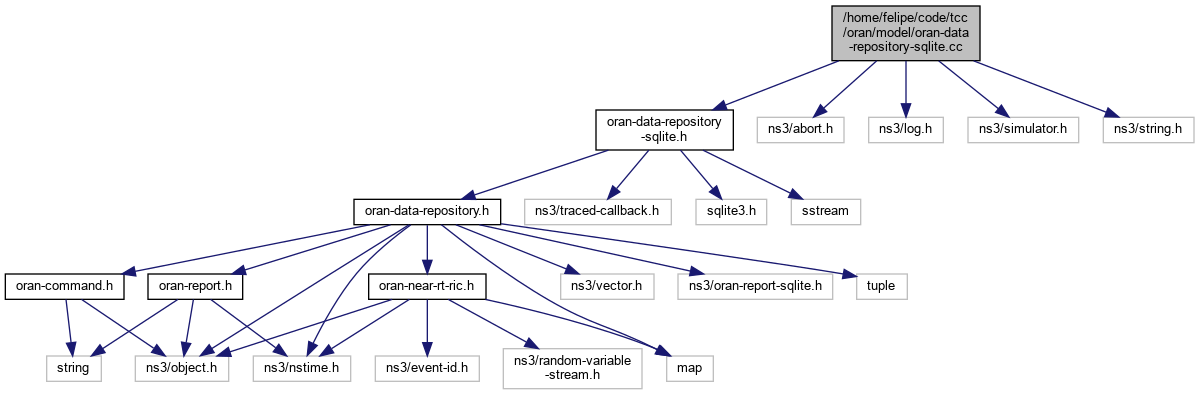 /home/felipe/code/tcc
/oran/model/oran-data
-repository-sqlite.cc
oran-data-repository
-sqlite.h
ns3/abort.h
ns3/log.h
ns3/simulator.h
ns3/string.h
oran-data-repository.h
ns3/traced-callback.h
sqlite3.h
sstream
oran-command.h
oran-report.h
oran-near-rt-ric.h
ns3/vector.h
ns3/oran-report-sqlite.h
tuple
string
ns3/object.h
ns3/nstime.h
ns3/event-id.h
ns3/random-variable
-stream.h
map